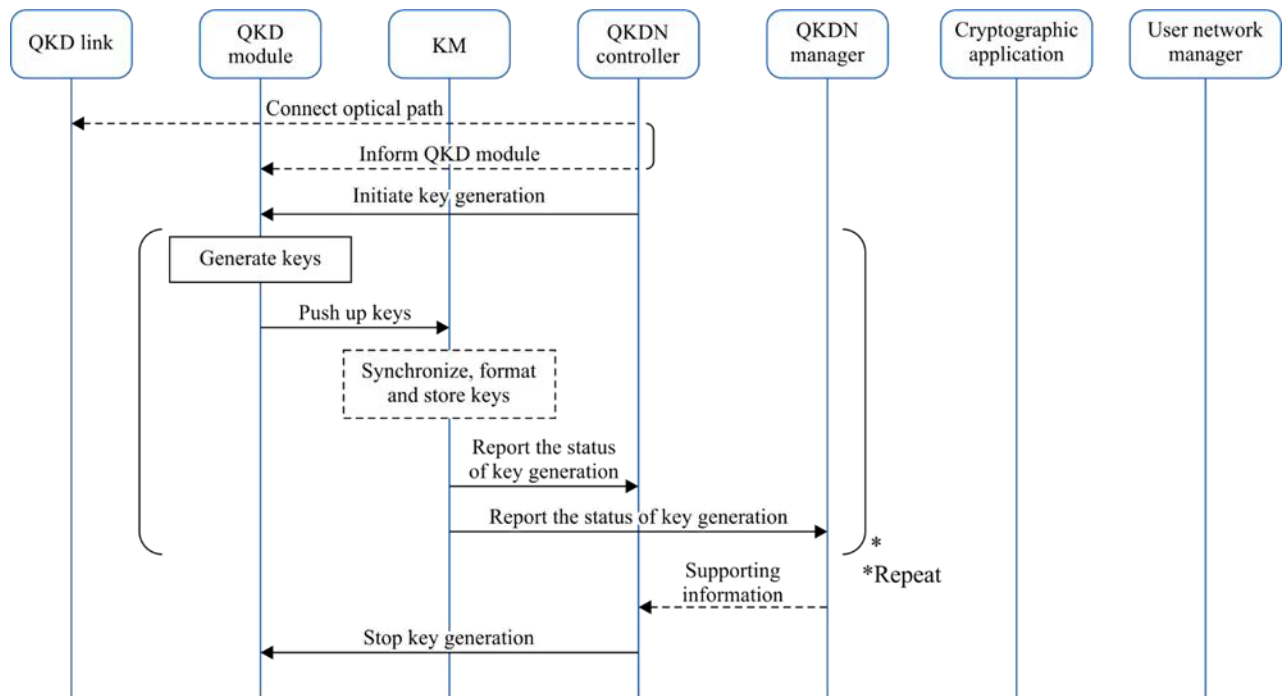 QKD link
QKD
module
KM
QKDN
controller
QKDN
manager
Cryptographic
application
User network
manager
Connect optical path
Inform QKD module
Initiate key generation
Generate keys
Push up keys
Synchronize, format
and store keys
Report the status
of key generation
Report the status of key generation
*
*Repeat
Supporting
information
Stop key generation